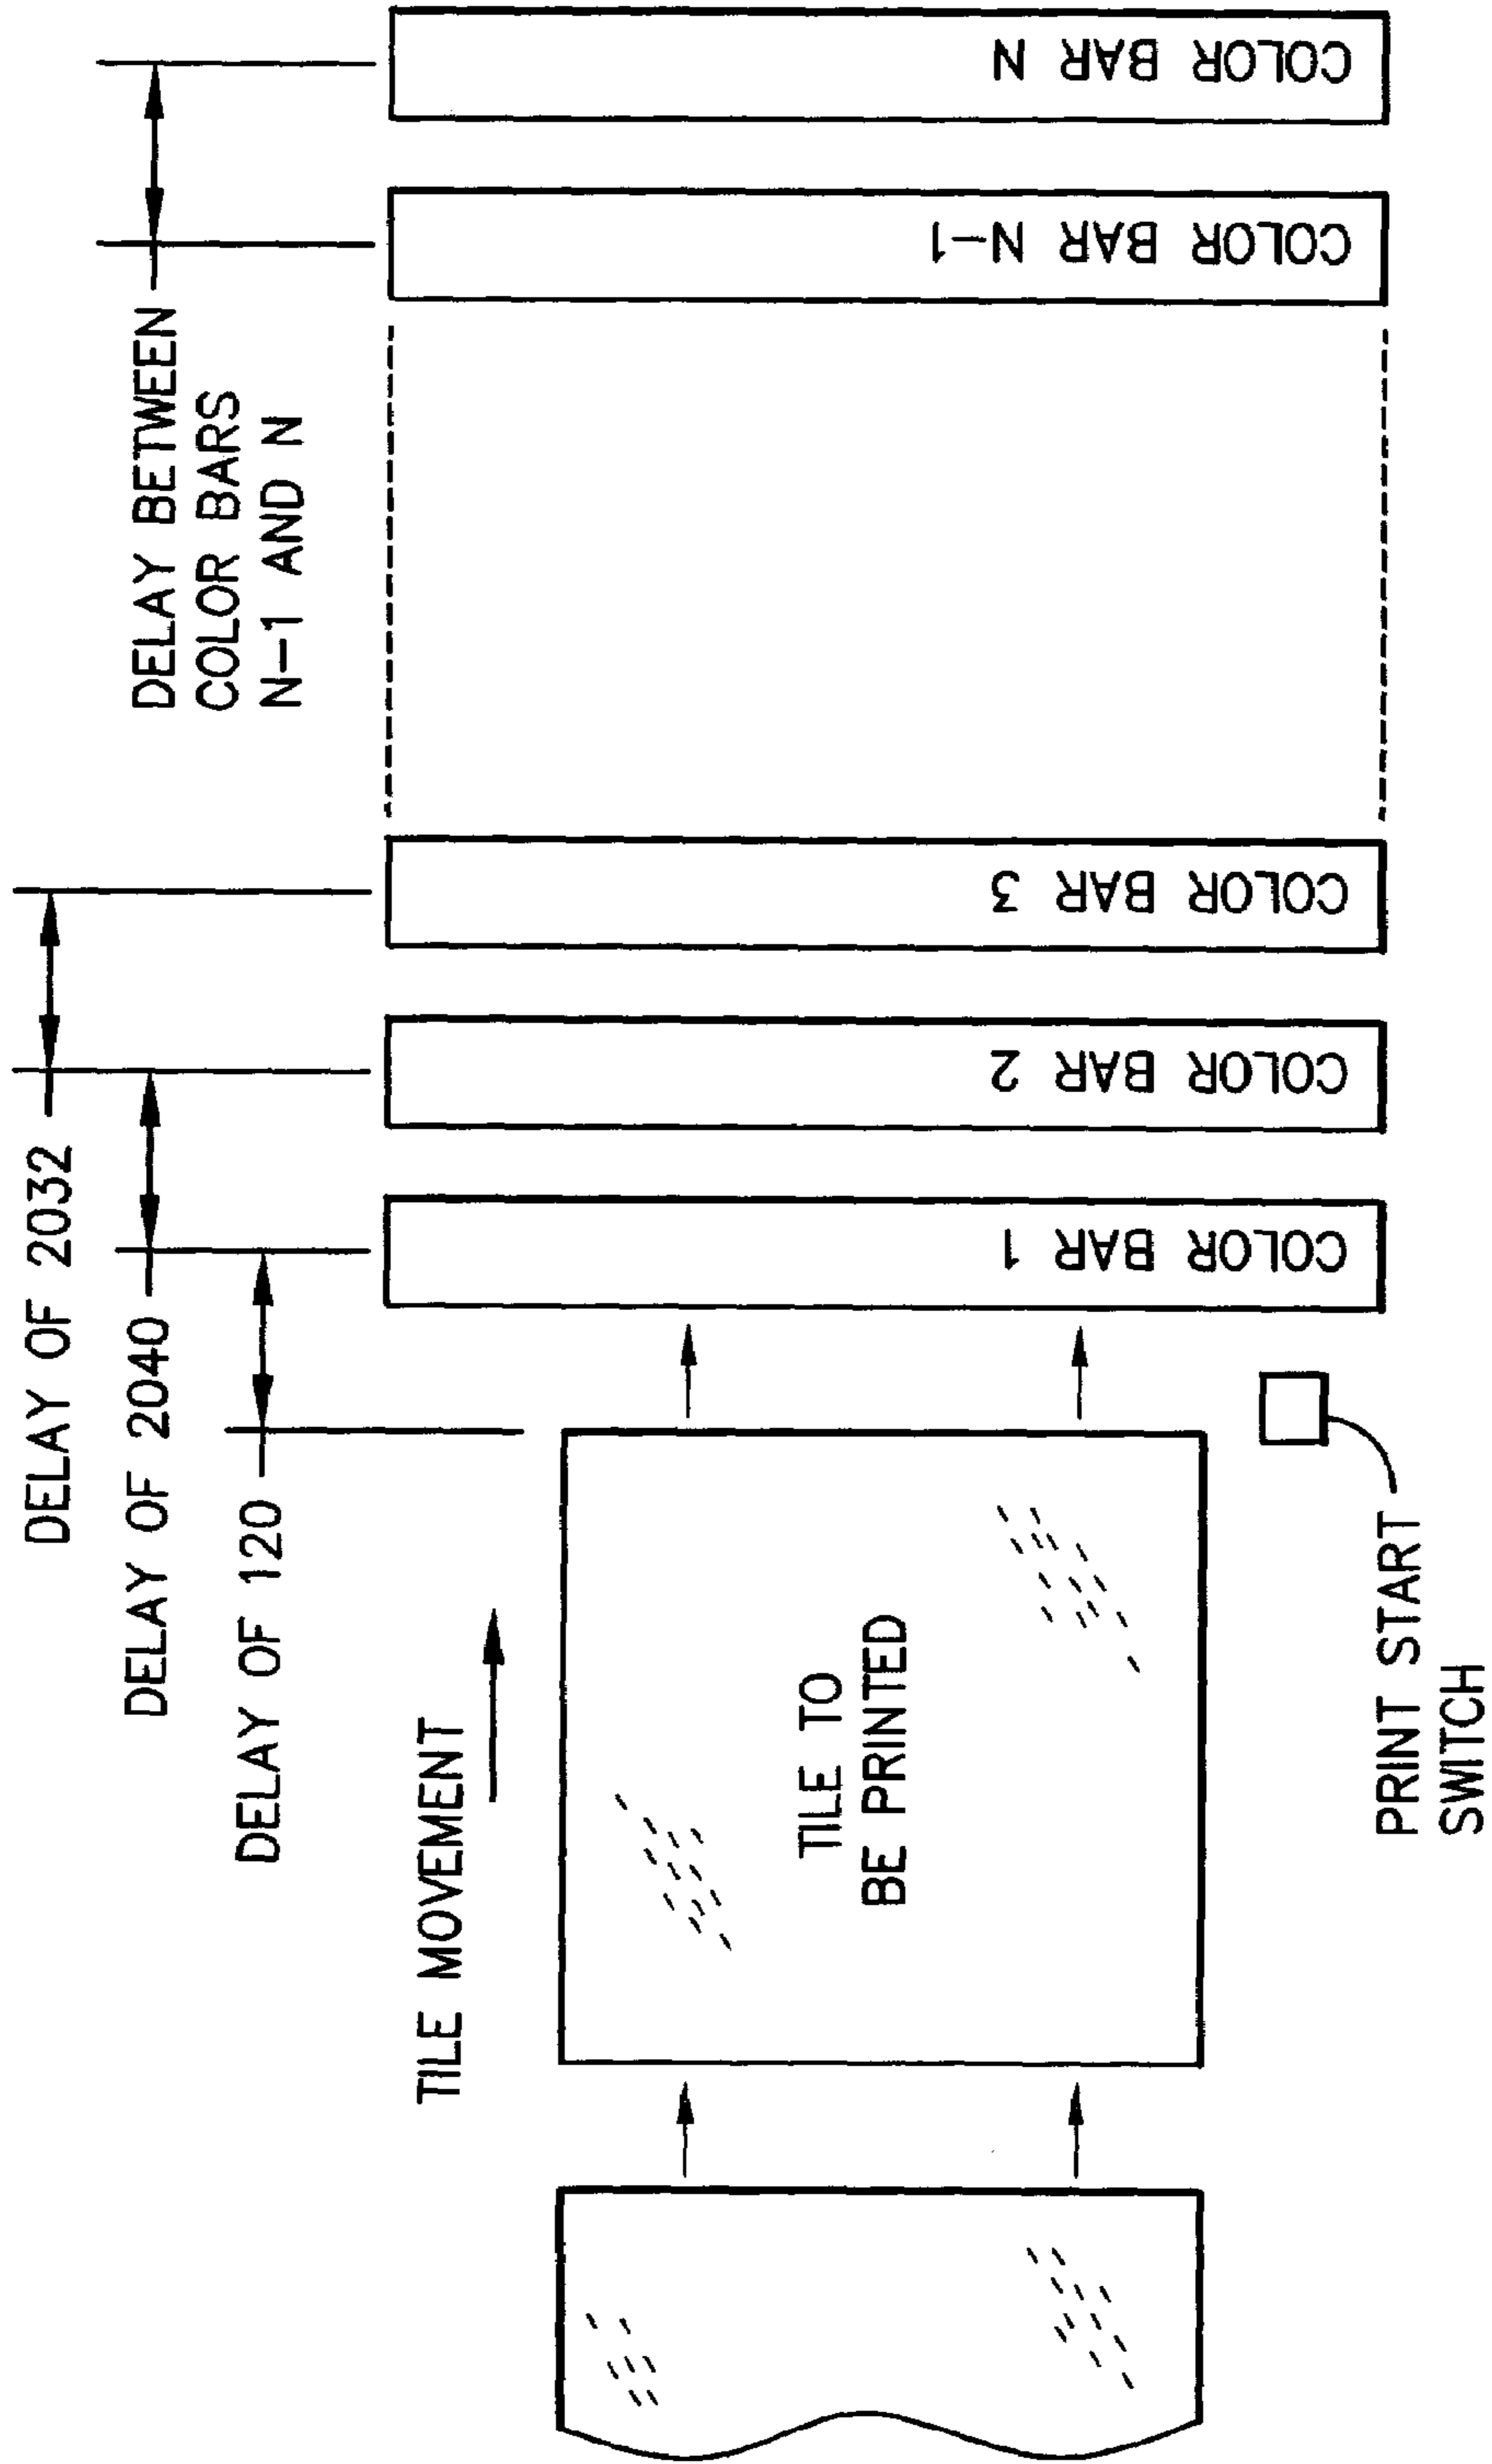 DELAY OF 2032
DELAY OF 2040
DELAY OF 120
DELAY BETWEEN
COLOR BARS
N-1 AND N
TILE MOVEMENT
TILE TO
BE PRINTED
COLOR BAR 1
COLOR BAR 2
COLOR BAR 3
COLOR BAR N-1
COLOR BAR N
PRINT START
SWITCH